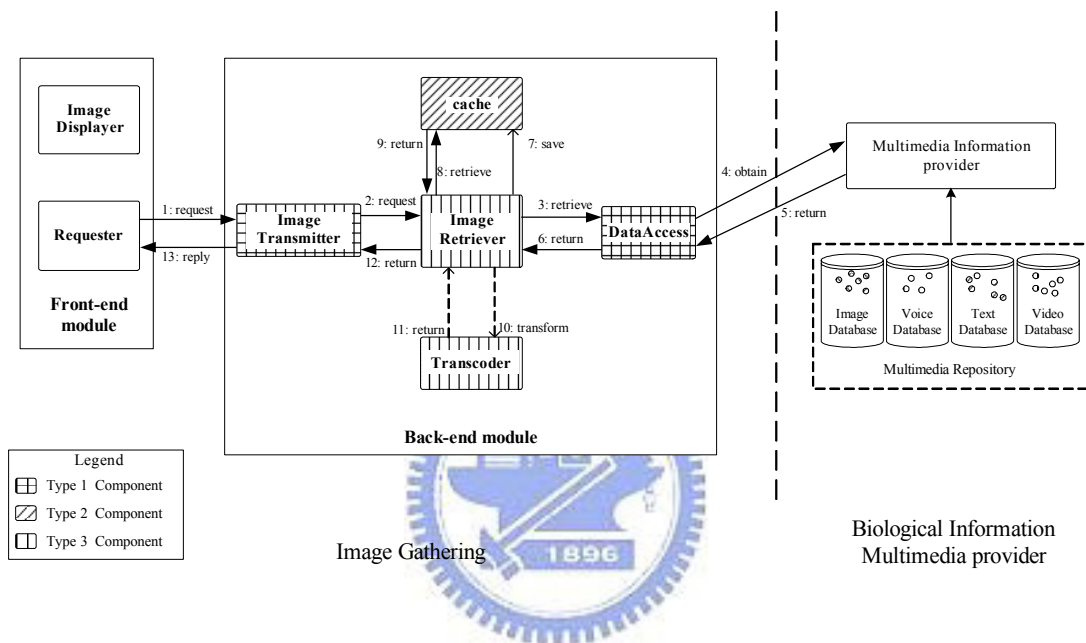 Image
Displayer
Requester
Front-end
module
1: request
13: reply
cache
9: return
8: retrieve
7: save
Image
Transmitter
2: request
12: return
Image
Retriever
3: retrieve
6: return
DataAccess
11: return
10: transform
Transcoder
Back-end module
4: obtain
5: return
Multimedia Information
provider
Image
Database
Voice
Database
Text
Database
Video
Database
Multimedia Repository
Legend
Type 1 Component
Type 2 Component
Type 3 Component
Image Gathering
1896
Biological Information
Multimedia provider